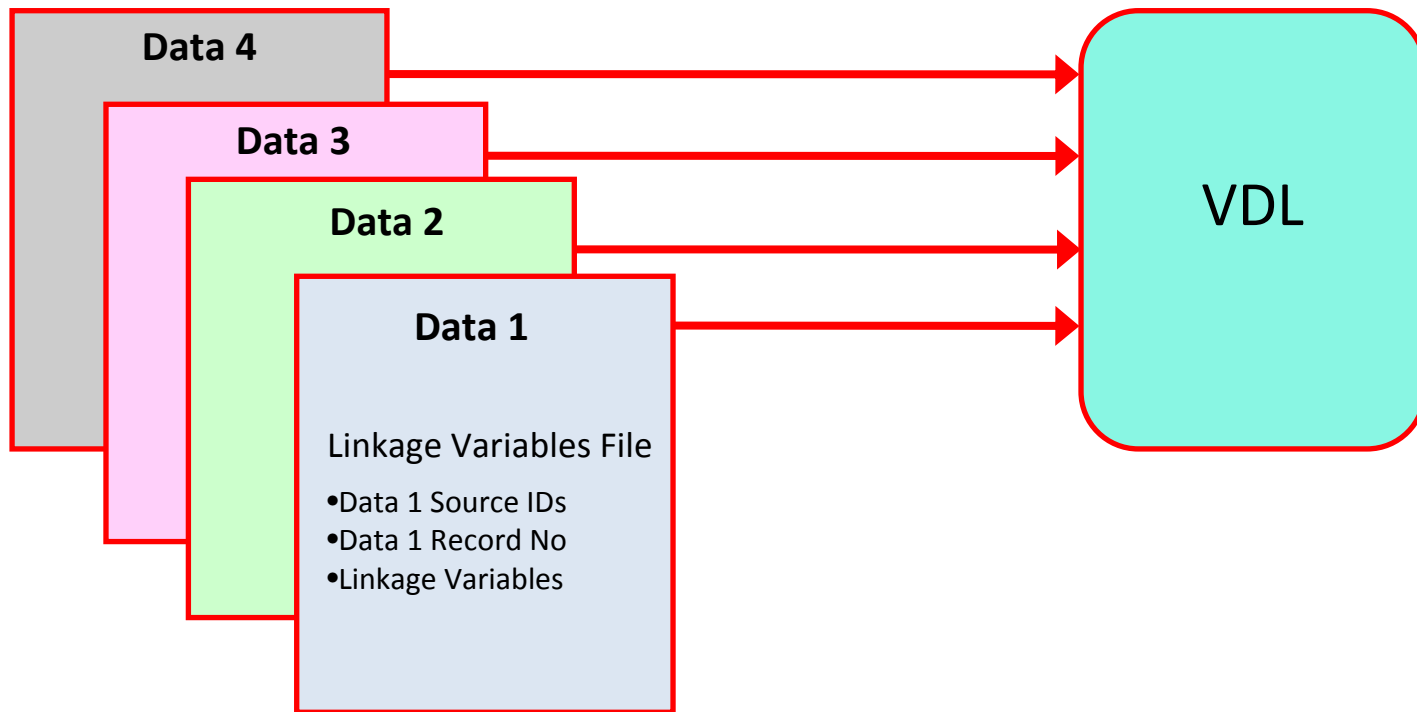 Data 4
Data 3
Data 2
Data 1
Linkage Variables File
•Data 1 Source IDs
•Data 1 Record No
•Linkage Variables
VDL